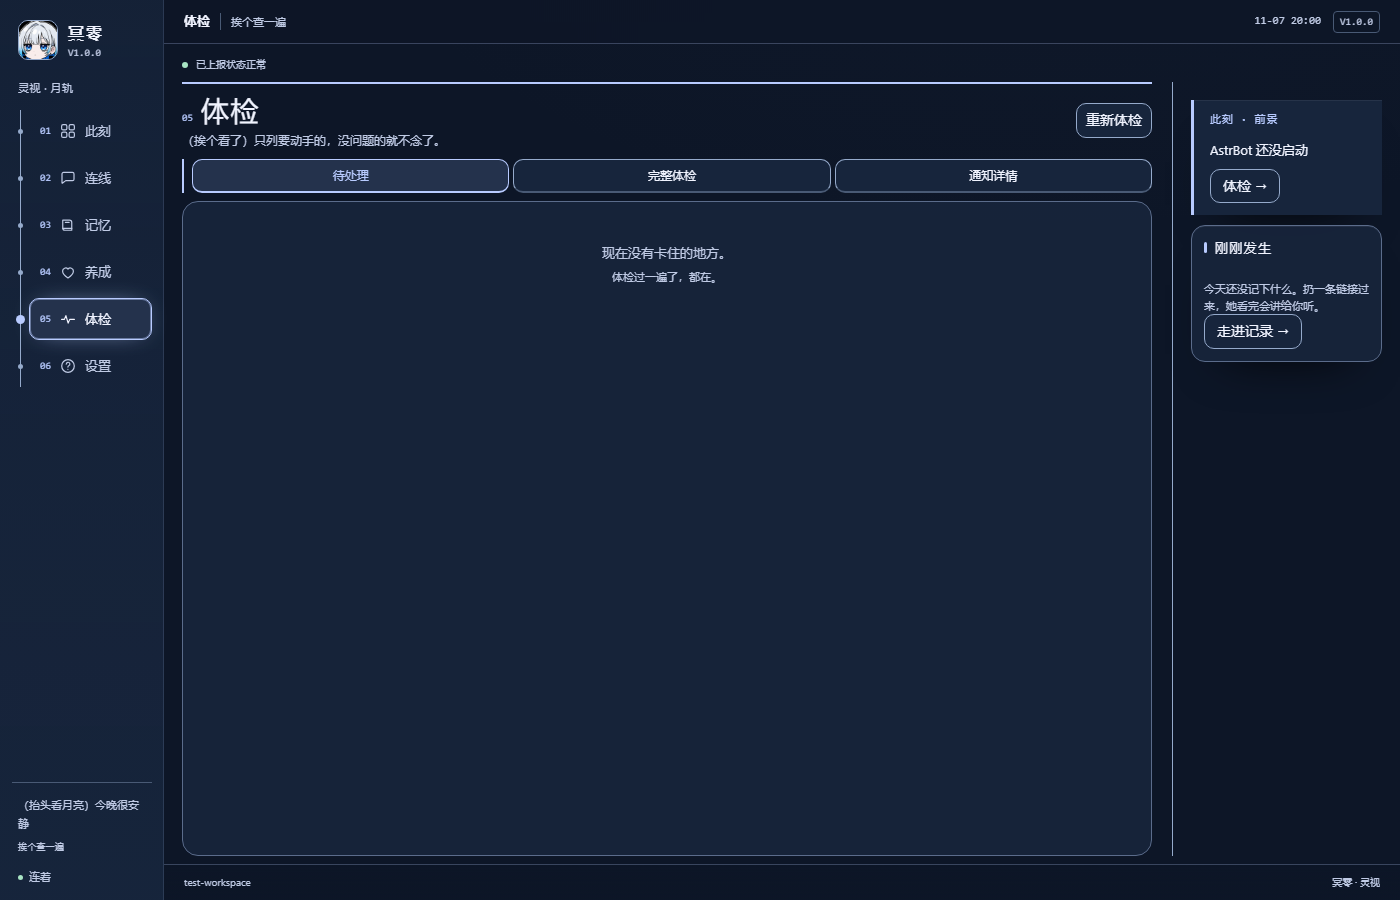 冥零
V1.0.0
灵视 · 月轨
01 此刻
02 连线
03 记忆
04 养成
05 体检
06 设置
（抬头看月亮）今晚很安
静
挨个查一遍
连着
体检 挨个查一遍
11-07 20:00 V1.0.0
已上报状态正常
05 体检
（挨个看了）只列要动手的，没问题的就不念了。
重新体检
待处理 完整体检 通知详情
现在没有卡住的地方。
体检过一遍了，都在。
此刻 · 前景
AstrBot 还没启动
体检 →
刚刚发生
今天还没记下什么。扔一条链接过
来，她看完会讲给你听。
走进记录 →
test-workspace
冥零 · 灵视